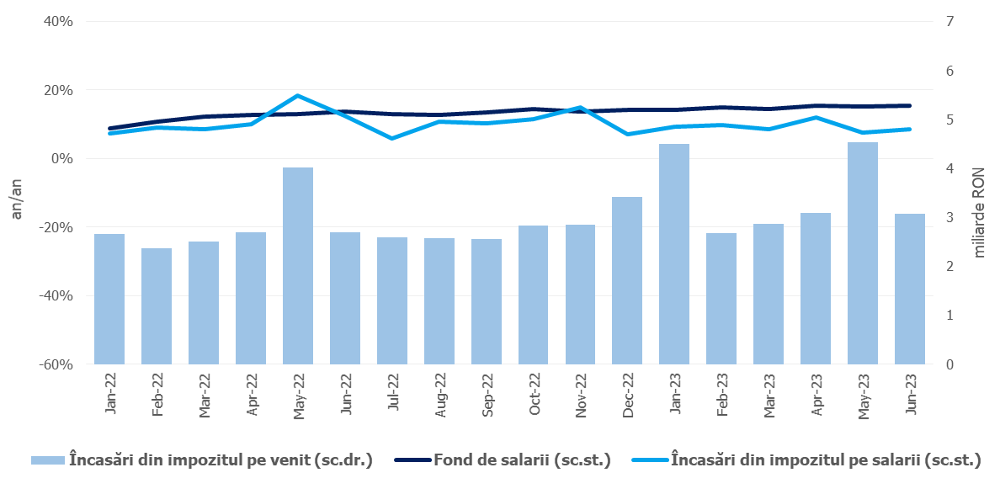 40%
20%
0%
-20%
-40%
-60%
an/an
7
6
5
4
3
2
1
0
miliarde RON
Jan-22
Feb-22
Mar-22
Apr-22
May-22
Jun-22
Jul-22
Aug-22
Sep-22
Oct-22
Nov-22
Dec-22
Jan-23
Feb-23
Mar-23
Apr-23
May-23
Jun-23
Încasări din impozitul pe venit (sc.dr.)
Fond de salarii (sc.st.)
Încasări din impozitul pe salarii (sc.st.)